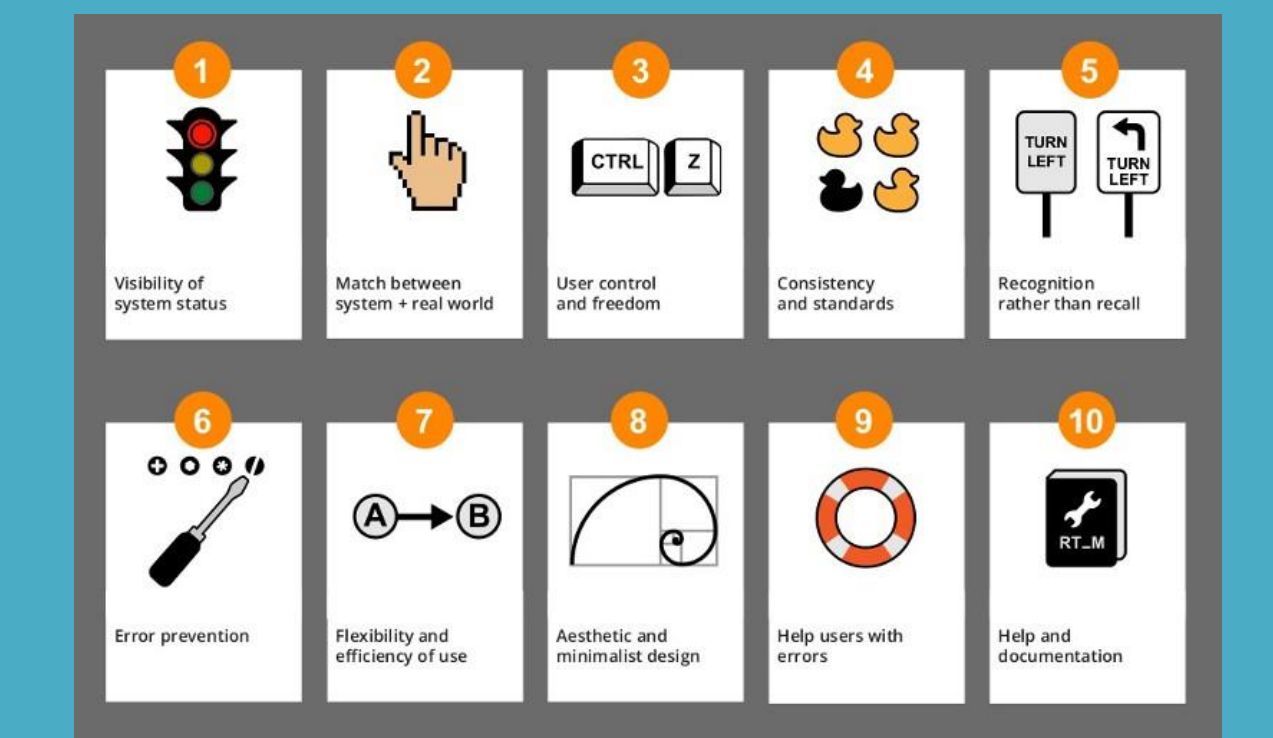 1
2
3
4
5
CTRL
Z
TURN
LEFT
TURN
LEFT
Visibility of
system status
Match between
system + real world
User control
and freedom
Consistency
and standards
Recognition
rather than recall
6
7
8
9
10
A
B
RT_M
Error prevention
Flexibility and
efficiency of use
Aesthetic and
minimalist design
Help users with
errors
Help and
documentation